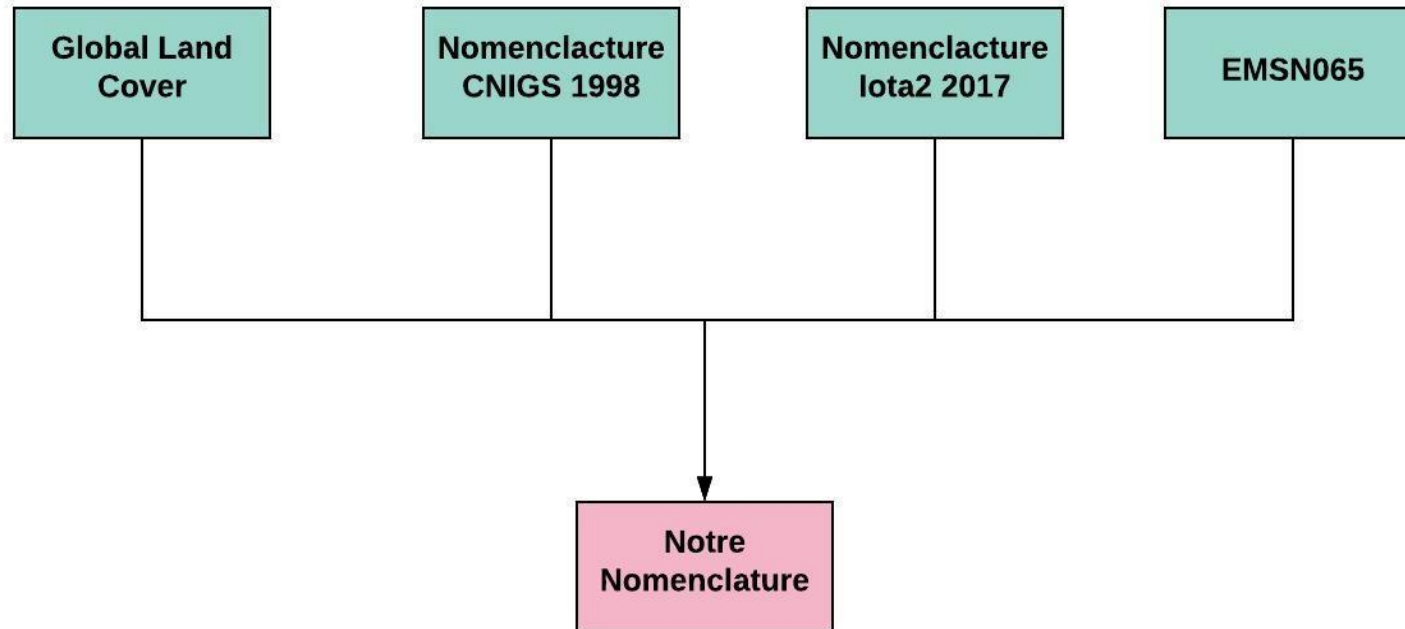 Global Land
Cover
Nomenclacture
CNIGS 1998
Nomenclacture
Iota2 2017
EMSN065
Notre
Nomenclature